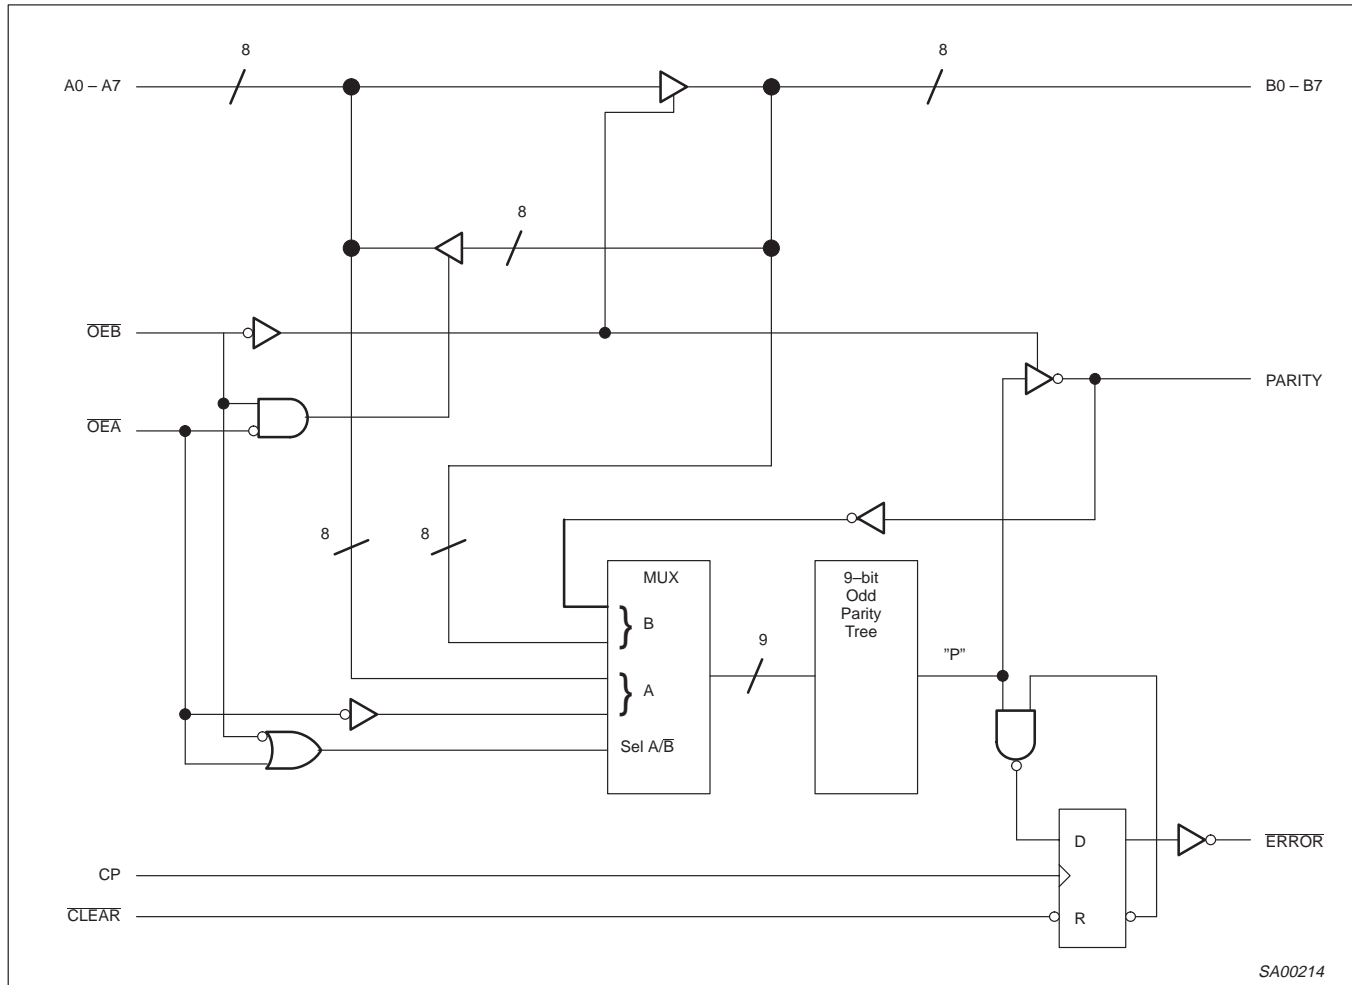 8
8
A0 – A7
B0 – B7
8
OEB
PARITY
OEA
8
8
MUX
9–bit
Odd
Parity
Tree
} B
9
"P"
} A
Sel A/B̅
D
ERROR
CP
CLEAR
R
SA00214